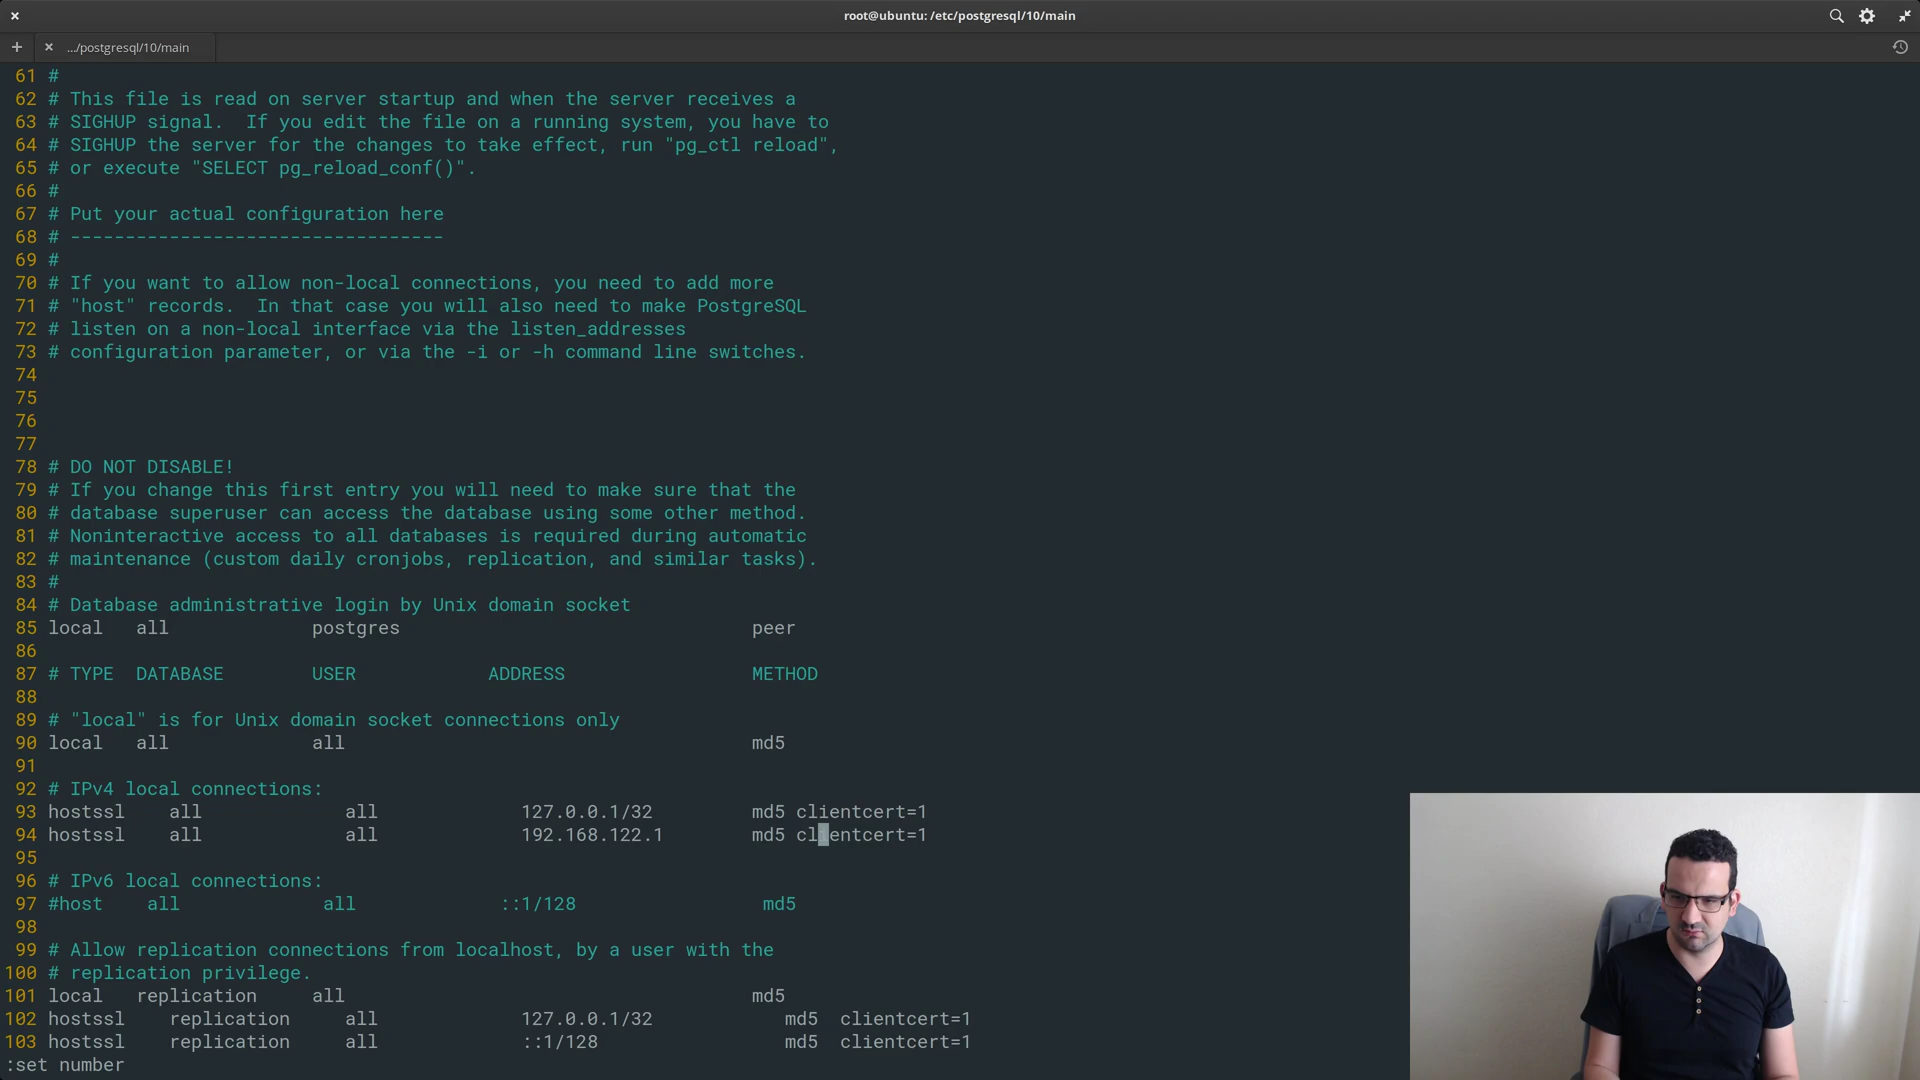 root@ubuntu: /etc/postgresql/10/main
.../postgresql/10/main
61 #
62 # This file is read on server startup and when the server receives a
63 # SIGHUP signal.  If you edit the file on a running system, you have to
64 # SIGHUP the server for the changes to take effect, run "pg_ctl reload",
65 # or execute "SELECT pg_reload_conf()".
66 #
67 # Put your actual configuration here
68 # ----------------------------------
69 #
70 # If you want to allow non-local connections, you need to add more
71 # "host" records.  In that case you will also need to make PostgreSQL
72 # listen on a non-local interface via the listen_addresses
73 # configuration parameter, or via the -i or -h command line switches.
74
75
76
77
78 # DO NOT DISABLE!
79 # If you change this first entry you will need to make sure that the
80 # database superuser can access the database using some other method.
81 # Noninteractive access to all databases is required during automatic
82 # maintenance (custom daily cronjobs, replication, and similar tasks).
83 #
84 # Database administrative login by Unix domain socket
85 local   all             postgres                                peer
86
87 # TYPE  DATABASE        USER            ADDRESS                 METHOD
88
89 # "local" is for Unix domain socket connections only
90 local   all             all                                     md5
91
92 # IPv4 local connections:
93 hostssl    all             all             127.0.0.1/32         md5 clientcert=1
94 hostssl    all             all             192.168.122.1        md5 clientcert=1
95
96 # IPv6 local connections:
97 #host    all             all             ::1/128                 md5
98
99 # Allow replication connections from localhost, by a user with the
100 # replication privilege.
101 local   replication     all                                     md5
102 hostssl    replication     all             127.0.0.1/32            md5  clientcert=1
103 hostssl    replication     all             ::1/128                 md5  clientcert=1
:set number